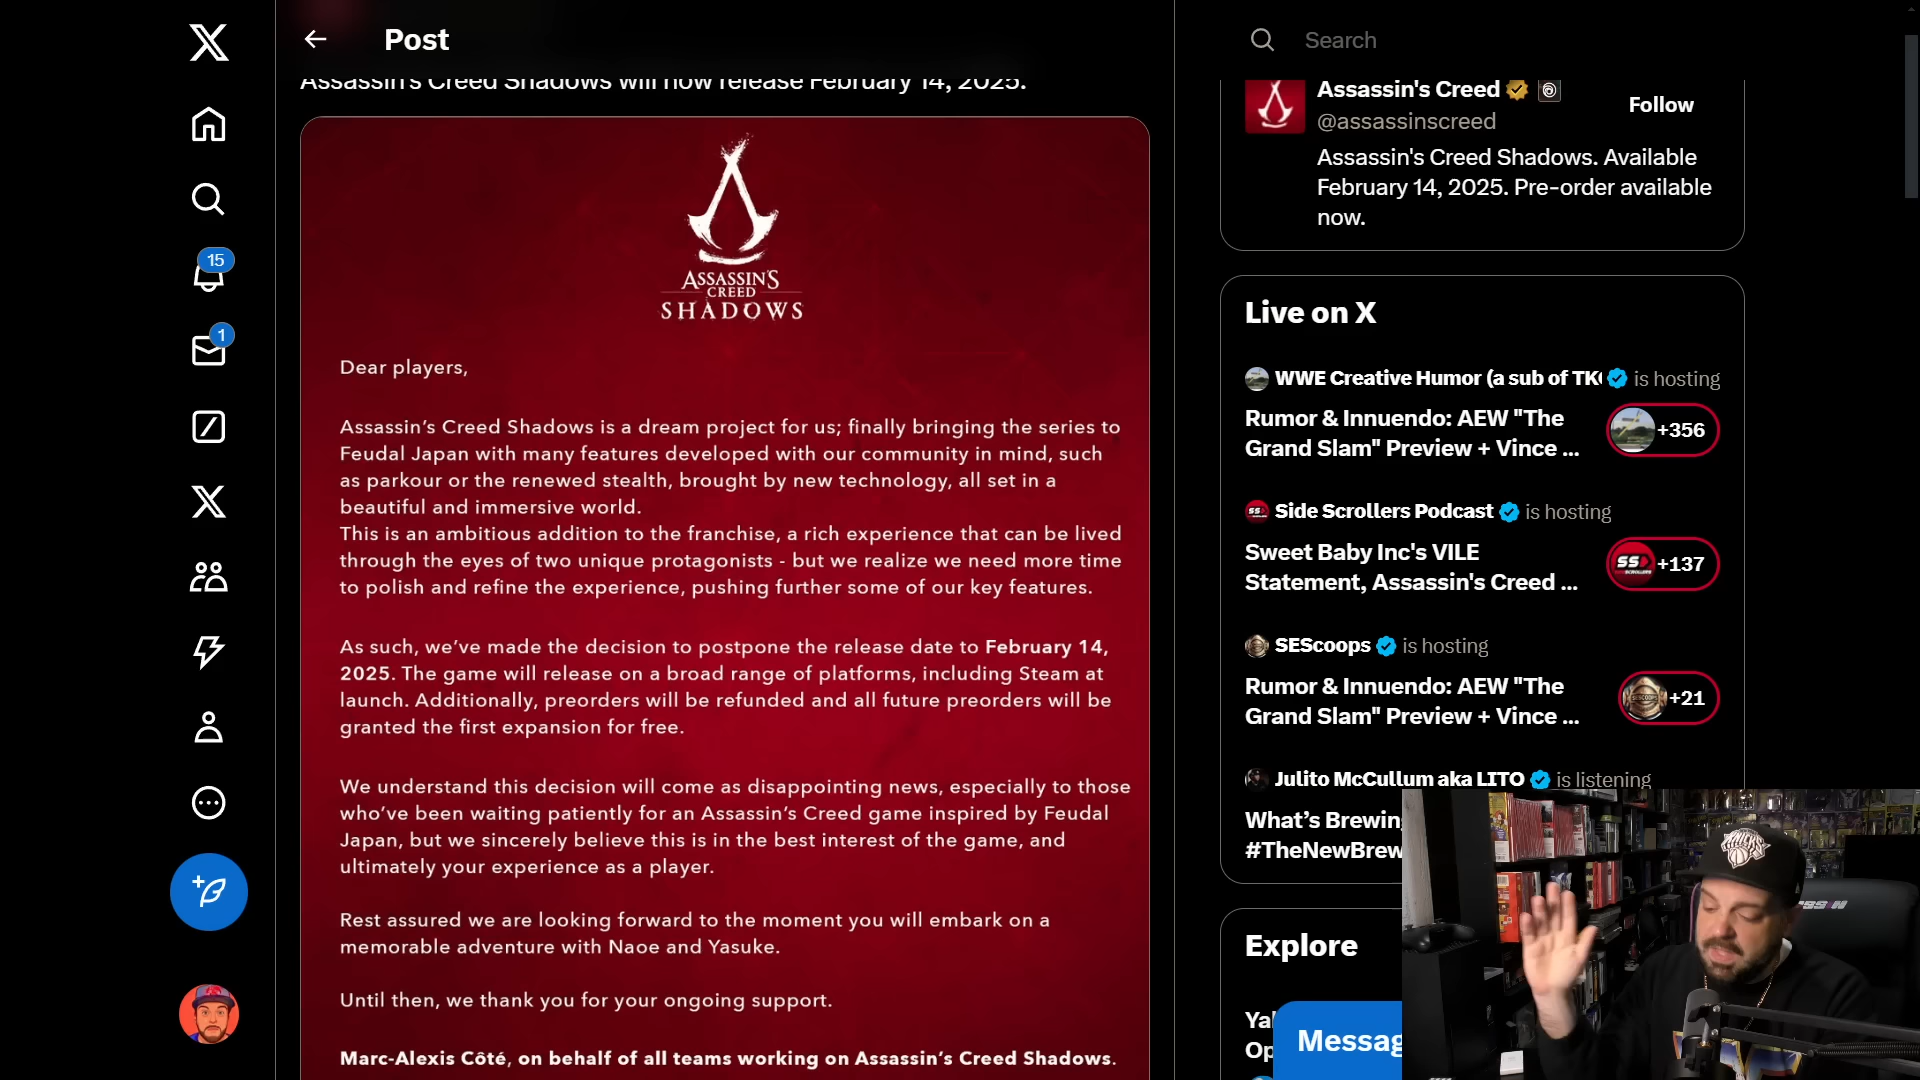 Post
Assassin's Creed Shadows will now release February 14, 2025.
ASSASSIN'S
CREED
SHADOWS
Dear players,
Assassin's Creed Shadows is a dream project for us; finally bringing the series to
Feudal Japan with many features developed with our community in mind, such
as parkour or the renewed stealth, brought by new technology, all set in a
beautiful and immersive world.
This is an ambitious addition to the franchise, a rich experience that can be lived
through the eyes of two unique protagonists - but we realize we need more time
to polish and refine the experience, pushing further some of our key features.
As such, we've made the decision to postpone the release date to February 14,
2025. The game will release on a broad range of platforms, including Steam at
launch. Additionally, preorders will be refunded and all future preorders will be
granted the first expansion for free.
We understand this decision will come as disappointing news, especially to those
who've been waiting patiently for an Assassin's Creed game inspired by Feudal
Japan, but we sincerely believe this is in the best interest of the game, and
ultimately your experience as a player.
Rest assured we are looking forward to the moment you will embark on a
memorable adventure with Naoe and Yasuke.
Until then, we thank you for your ongoing support.
Marc-Alexis Côté, on behalf of all teams working on Assassin's Creed Shadows.
15
1
Search
Assassin's Creed
@assassinscreed
Follow
Assassin's Creed Shadows. Available
February 14, 2025. Pre-order available
now.
Live on X
WWE Creative Humor (a sub of TK is hosting
Rumor & Innuendo: AEW "The
Grand Slam" Preview + Vince ...
+356
Side Scrollers Podcast is hosting
Sweet Baby Inc's VILE
Statement, Assassin's Creed ...
+137
SEScoops is hosting
Rumor & Innuendo: AEW "The
Grand Slam" Preview + Vince ...
+21
Julito McCullum aka LITO is listening
What's Brewin
#TheNewBrew
Explore
Messag
KNICKS